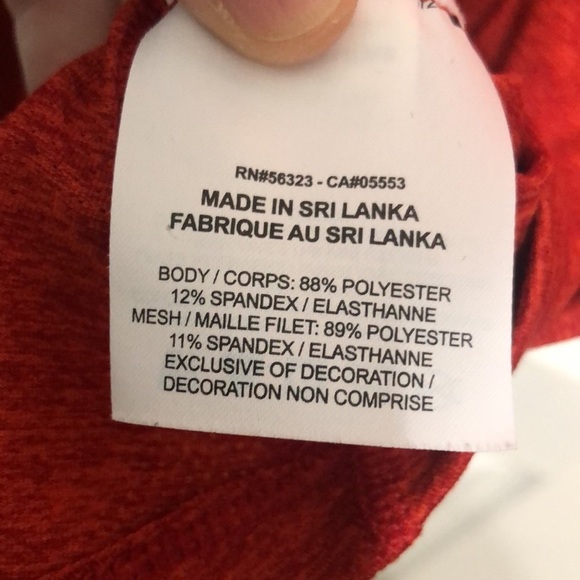 RN#56323 - CA#05553
MADE IN SRI LANKA
FABRIQUE AU SRI LANKA
BODY / CORPS: 88% POLYESTER
12% SPANDEX / ELASTHANNE
MESH / MAILLE FILET: 89% POLYESTER
11% SPANDEX / ELASTHANNE
EXCLUSIVE OF DECORATION /
DECORATION NON COMPRISE